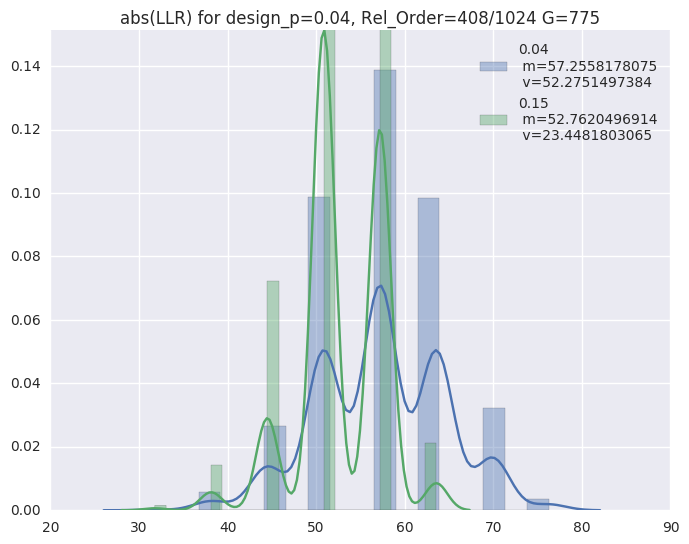 abs(LLR) for design_p=0.04, Rel_Order=408/1024 G=775
0.04
m=57.2558178075
v=52.2751497384
0.15
m=52.7620496914
v=23.4481803065
0.14
0.12
0.10
0.08
0.06
0.04
0.02
0.00
20 30 40 50 60 70 80 90